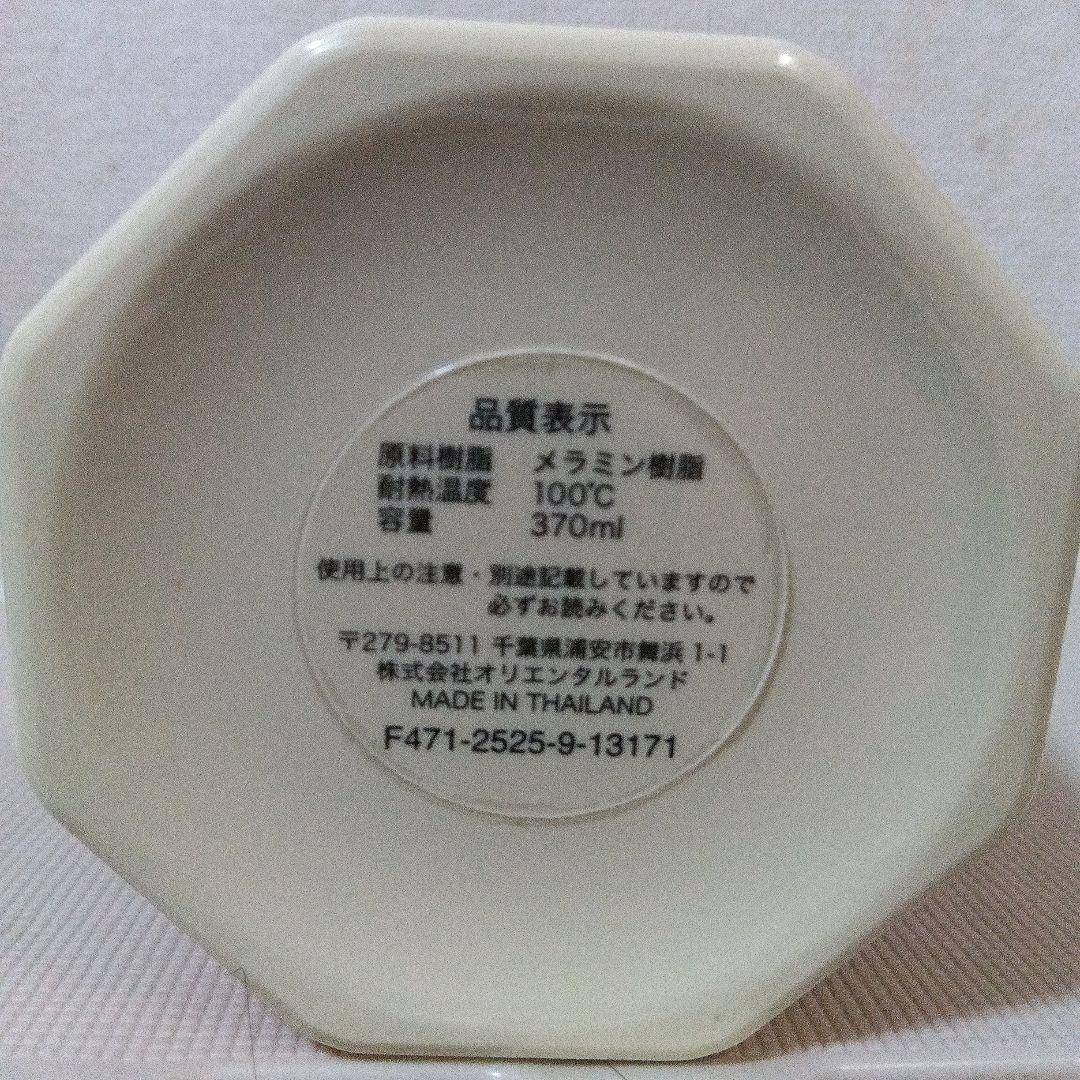 品質表示
原料樹脂 メラミン樹脂
耐熱温度 100℃
容量 370ml
使用上の注意・別途記載していますので
必ずお読みください。
〒279-8511 千葉県浦安市舞浜 1-1
株式会社オリエンタルランド
MADE IN THAILAND
F471-2525-9-13171